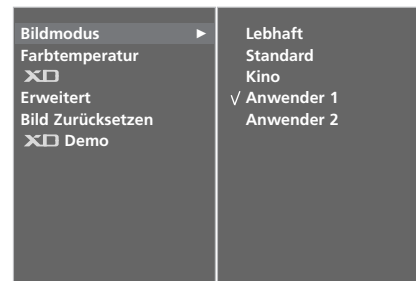 Bildmodus ►
Farbtemperatur
XD
Erweitert
Bild Zurücksetzen
XD Demo
Lebhaft
Standard
Kino
√ Anwender 1
Anwender 2